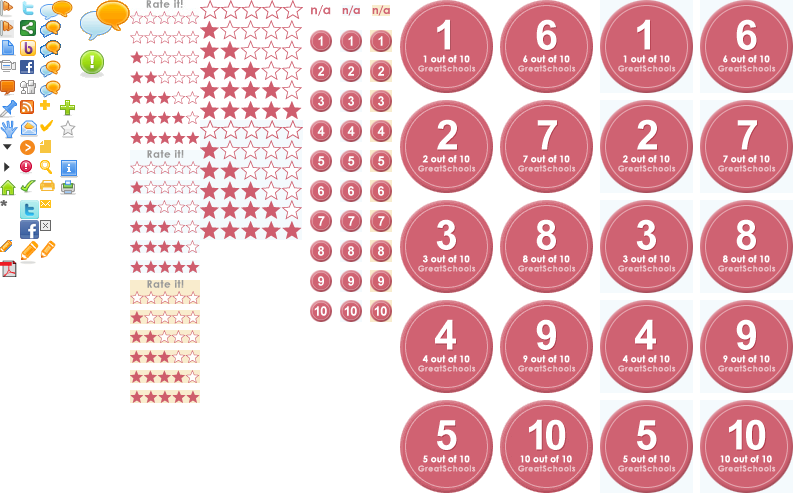 Rate it!
Rate it!
Rate it!
n/a n/a n/a
1 1 1
2 2 2
3 3 3
4 4 4
5 5 5
6 6 6
7 7 7
8 8 8
9 9 9
10 10 10
1 6 1 6
1 out of 10 6 out of 10 1 out of 10 6 out of 10
GreatSchools GreatSchools GreatSchools GreatSchools
2 7 2 7
2 out of 10 7 out of 10 2 out of 10 7 out of 10
GreatSchools GreatSchools GreatSchools GreatSchools
3 8 3 8
3 out of 10 8 out of 10 3 out of 10 8 out of 10
GreatSchools GreatSchools GreatSchools GreatSchools
4 9 4 9
4 out of 10 9 out of 10 4 out of 10 9 out of 10
GreatSchools GreatSchools GreatSchools GreatSchools
5 10 5 10
5 out of 10 10 out of 10 5 out of 10 10 out of 10
GreatSchools GreatSchools GreatSchools GreatSchools